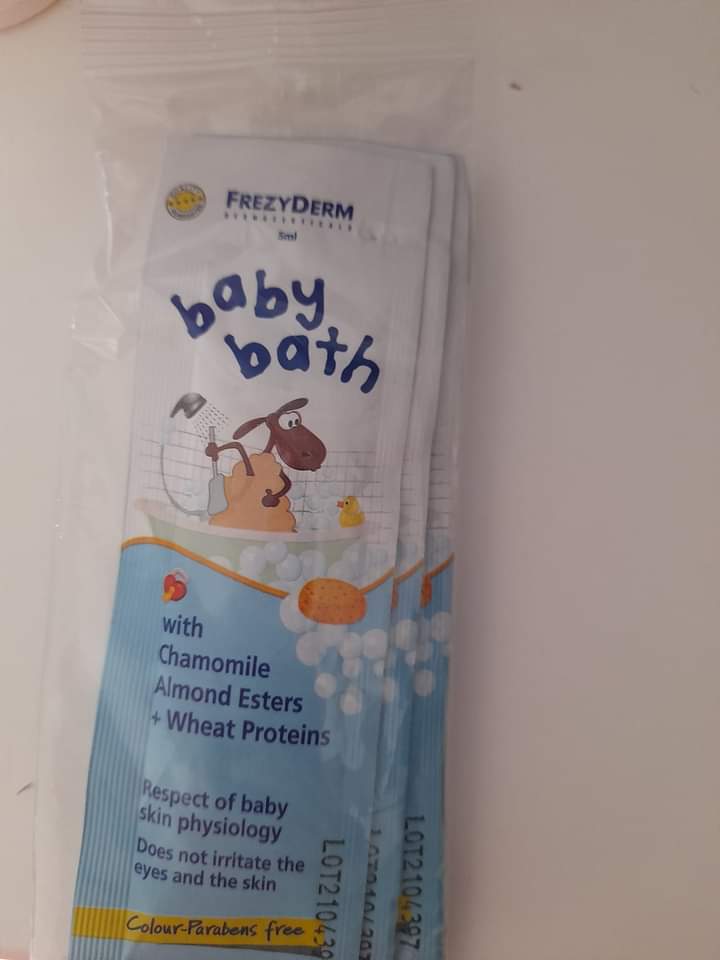 FREZYDERM
DERMOCEUTICALS
5ml
baby
bath
with
Chamomile
Almond Esters
+ Wheat Proteins
Respect of baby
skin physiology
Does not irritate the
eyes and the skin
Colour-Parabens free
LOT2104397